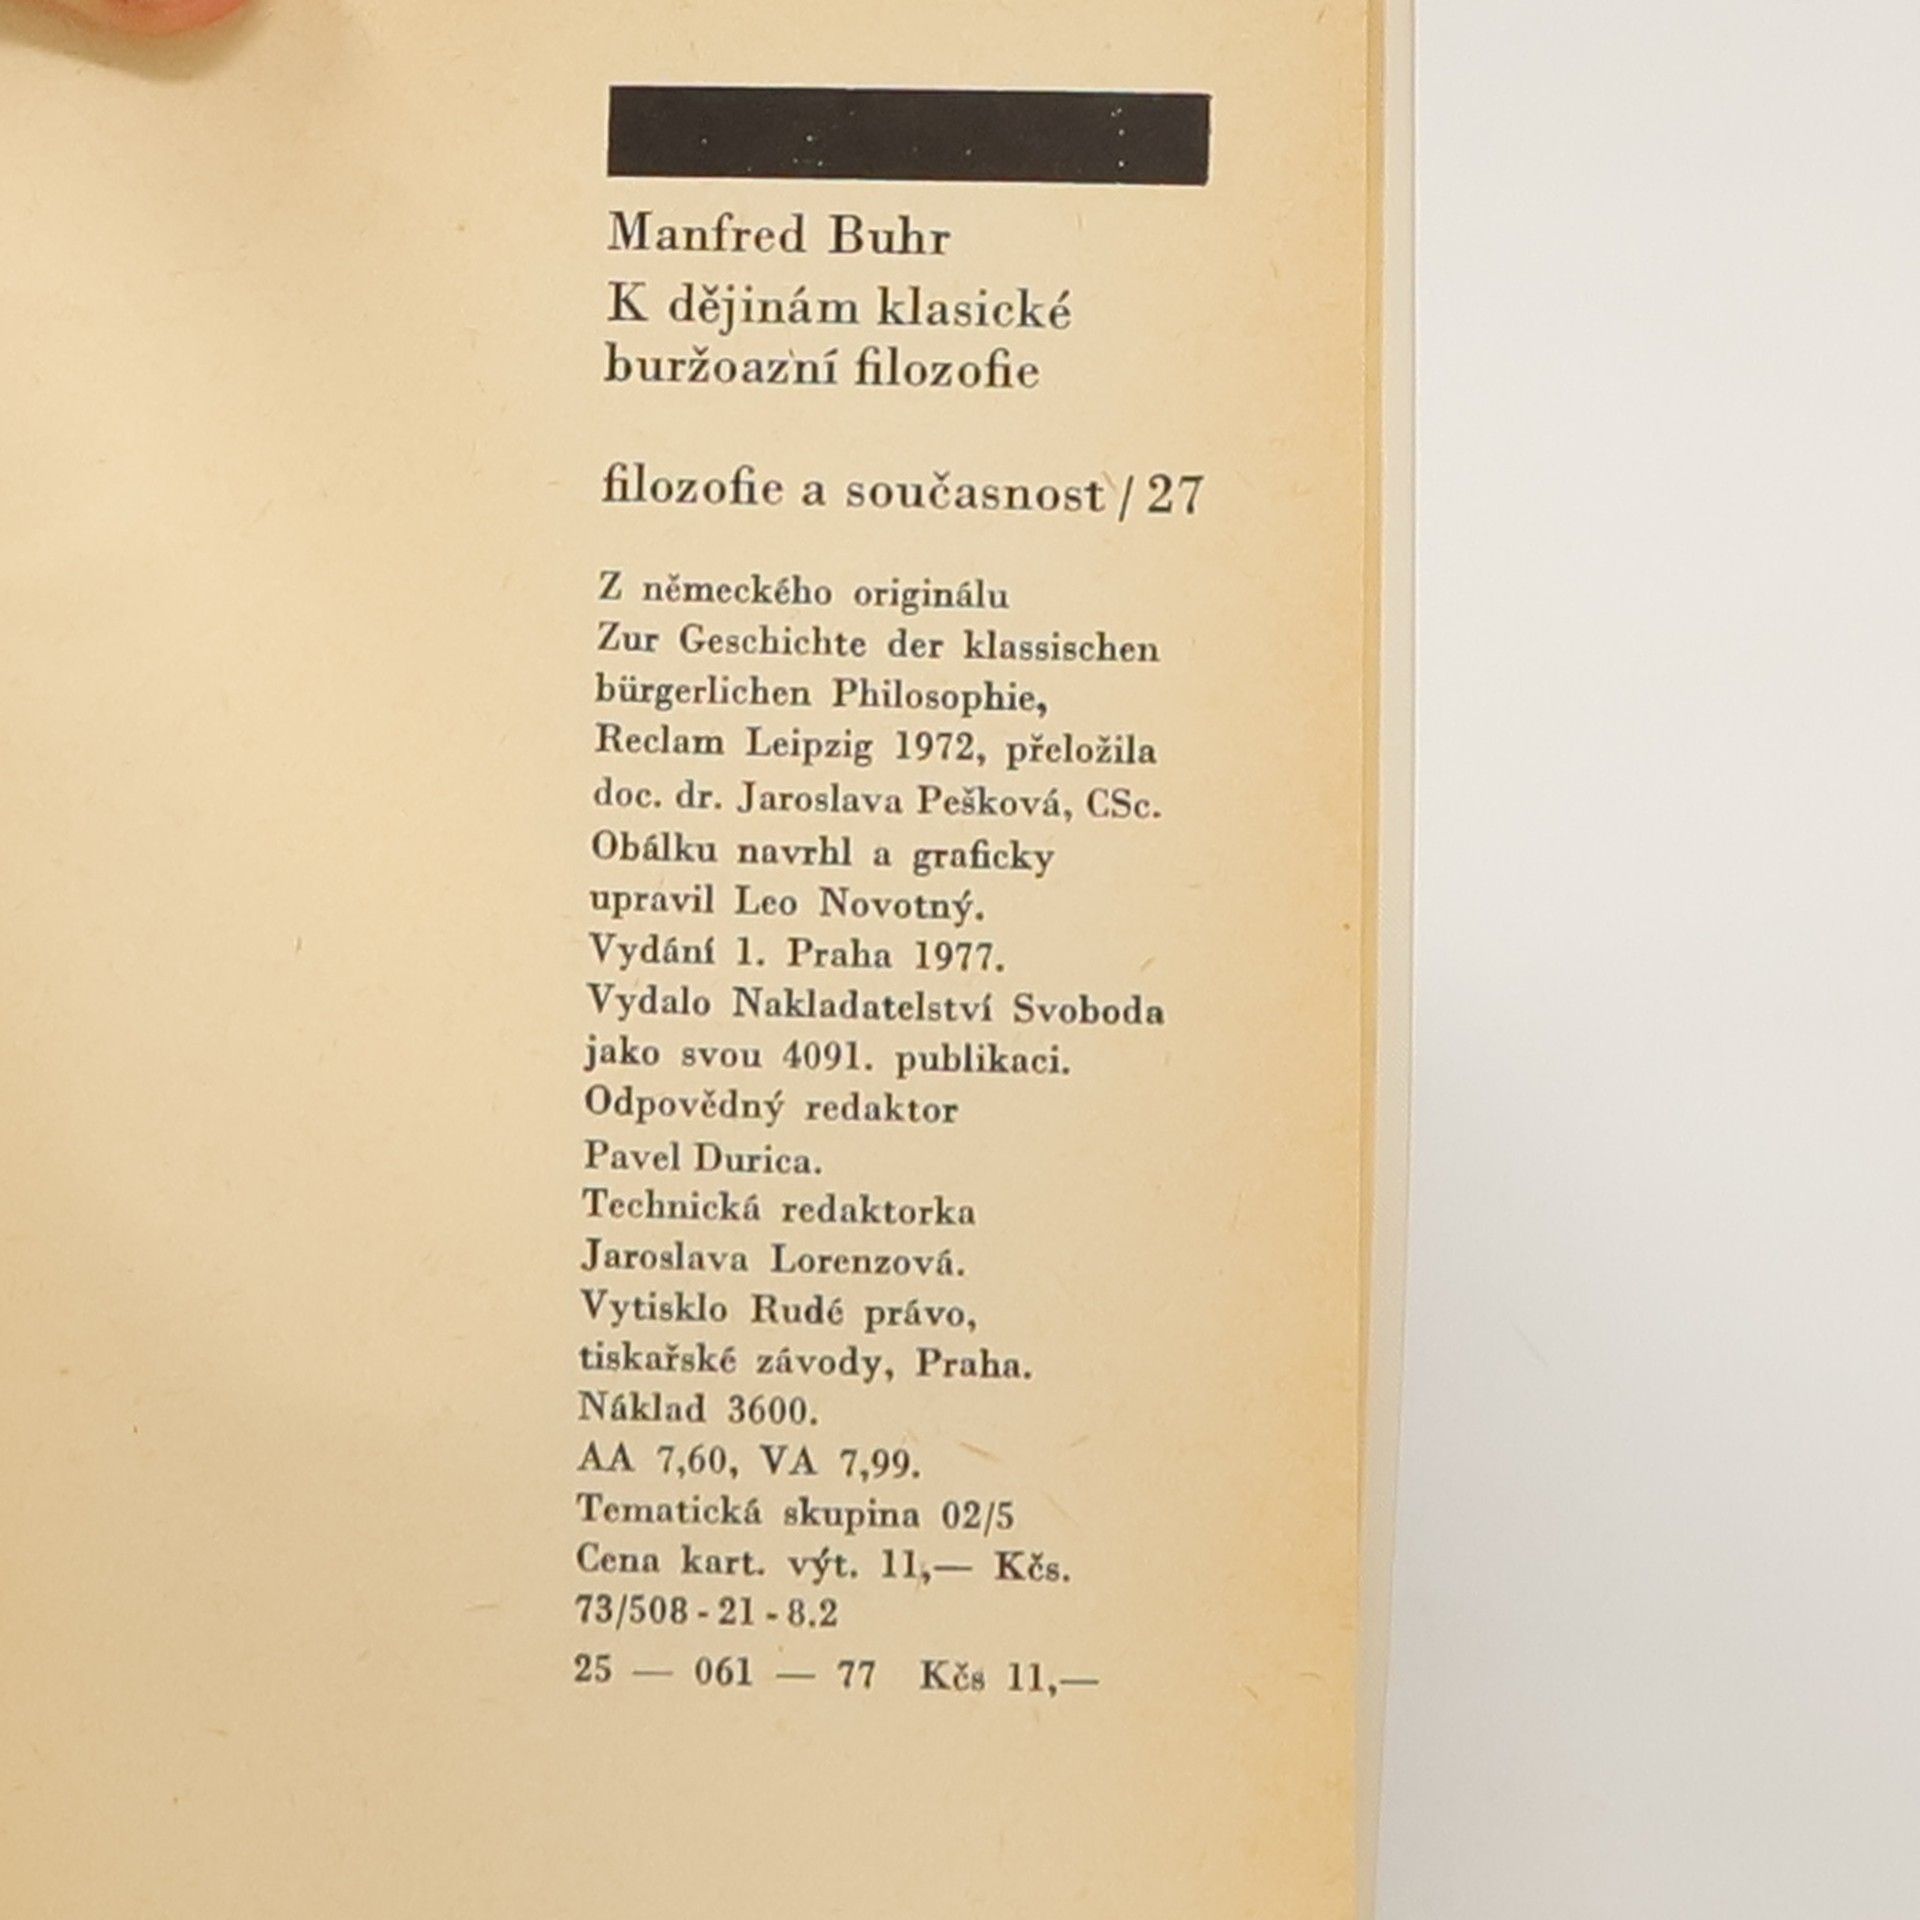 Manfred Buhr
K dějinám klasické
buržoazní filozofie
filozofie a současnost / 27
Z německého originálu
Zur Geschichte der klassischen
bürgerlichen Philosophie,
Reclam Leipzig 1972, přeložila
doc. dr. Jaroslava Pešková, CSc.
Obálku navrhl a graficky
upravil Leo Novotný.
Vydání 1. Praha 1977.
Vydalo Nakladatelství Svoboda
jako svou 4091. publikaci.
Odpovědný redaktor
Pavel Durica.
Technická redaktorka
Jaroslava Lorenzová.
Vytisklo Rudé právo,
tiskařské závody, Praha.
Náklad 3600.
AA 7,60, VA 7,99.
Tematická skupina 02/5
Cena kart. výt. 11,— Kčs.
73/508 - 21 - 8.2
25 — 061 — 77 Kčs 11,—